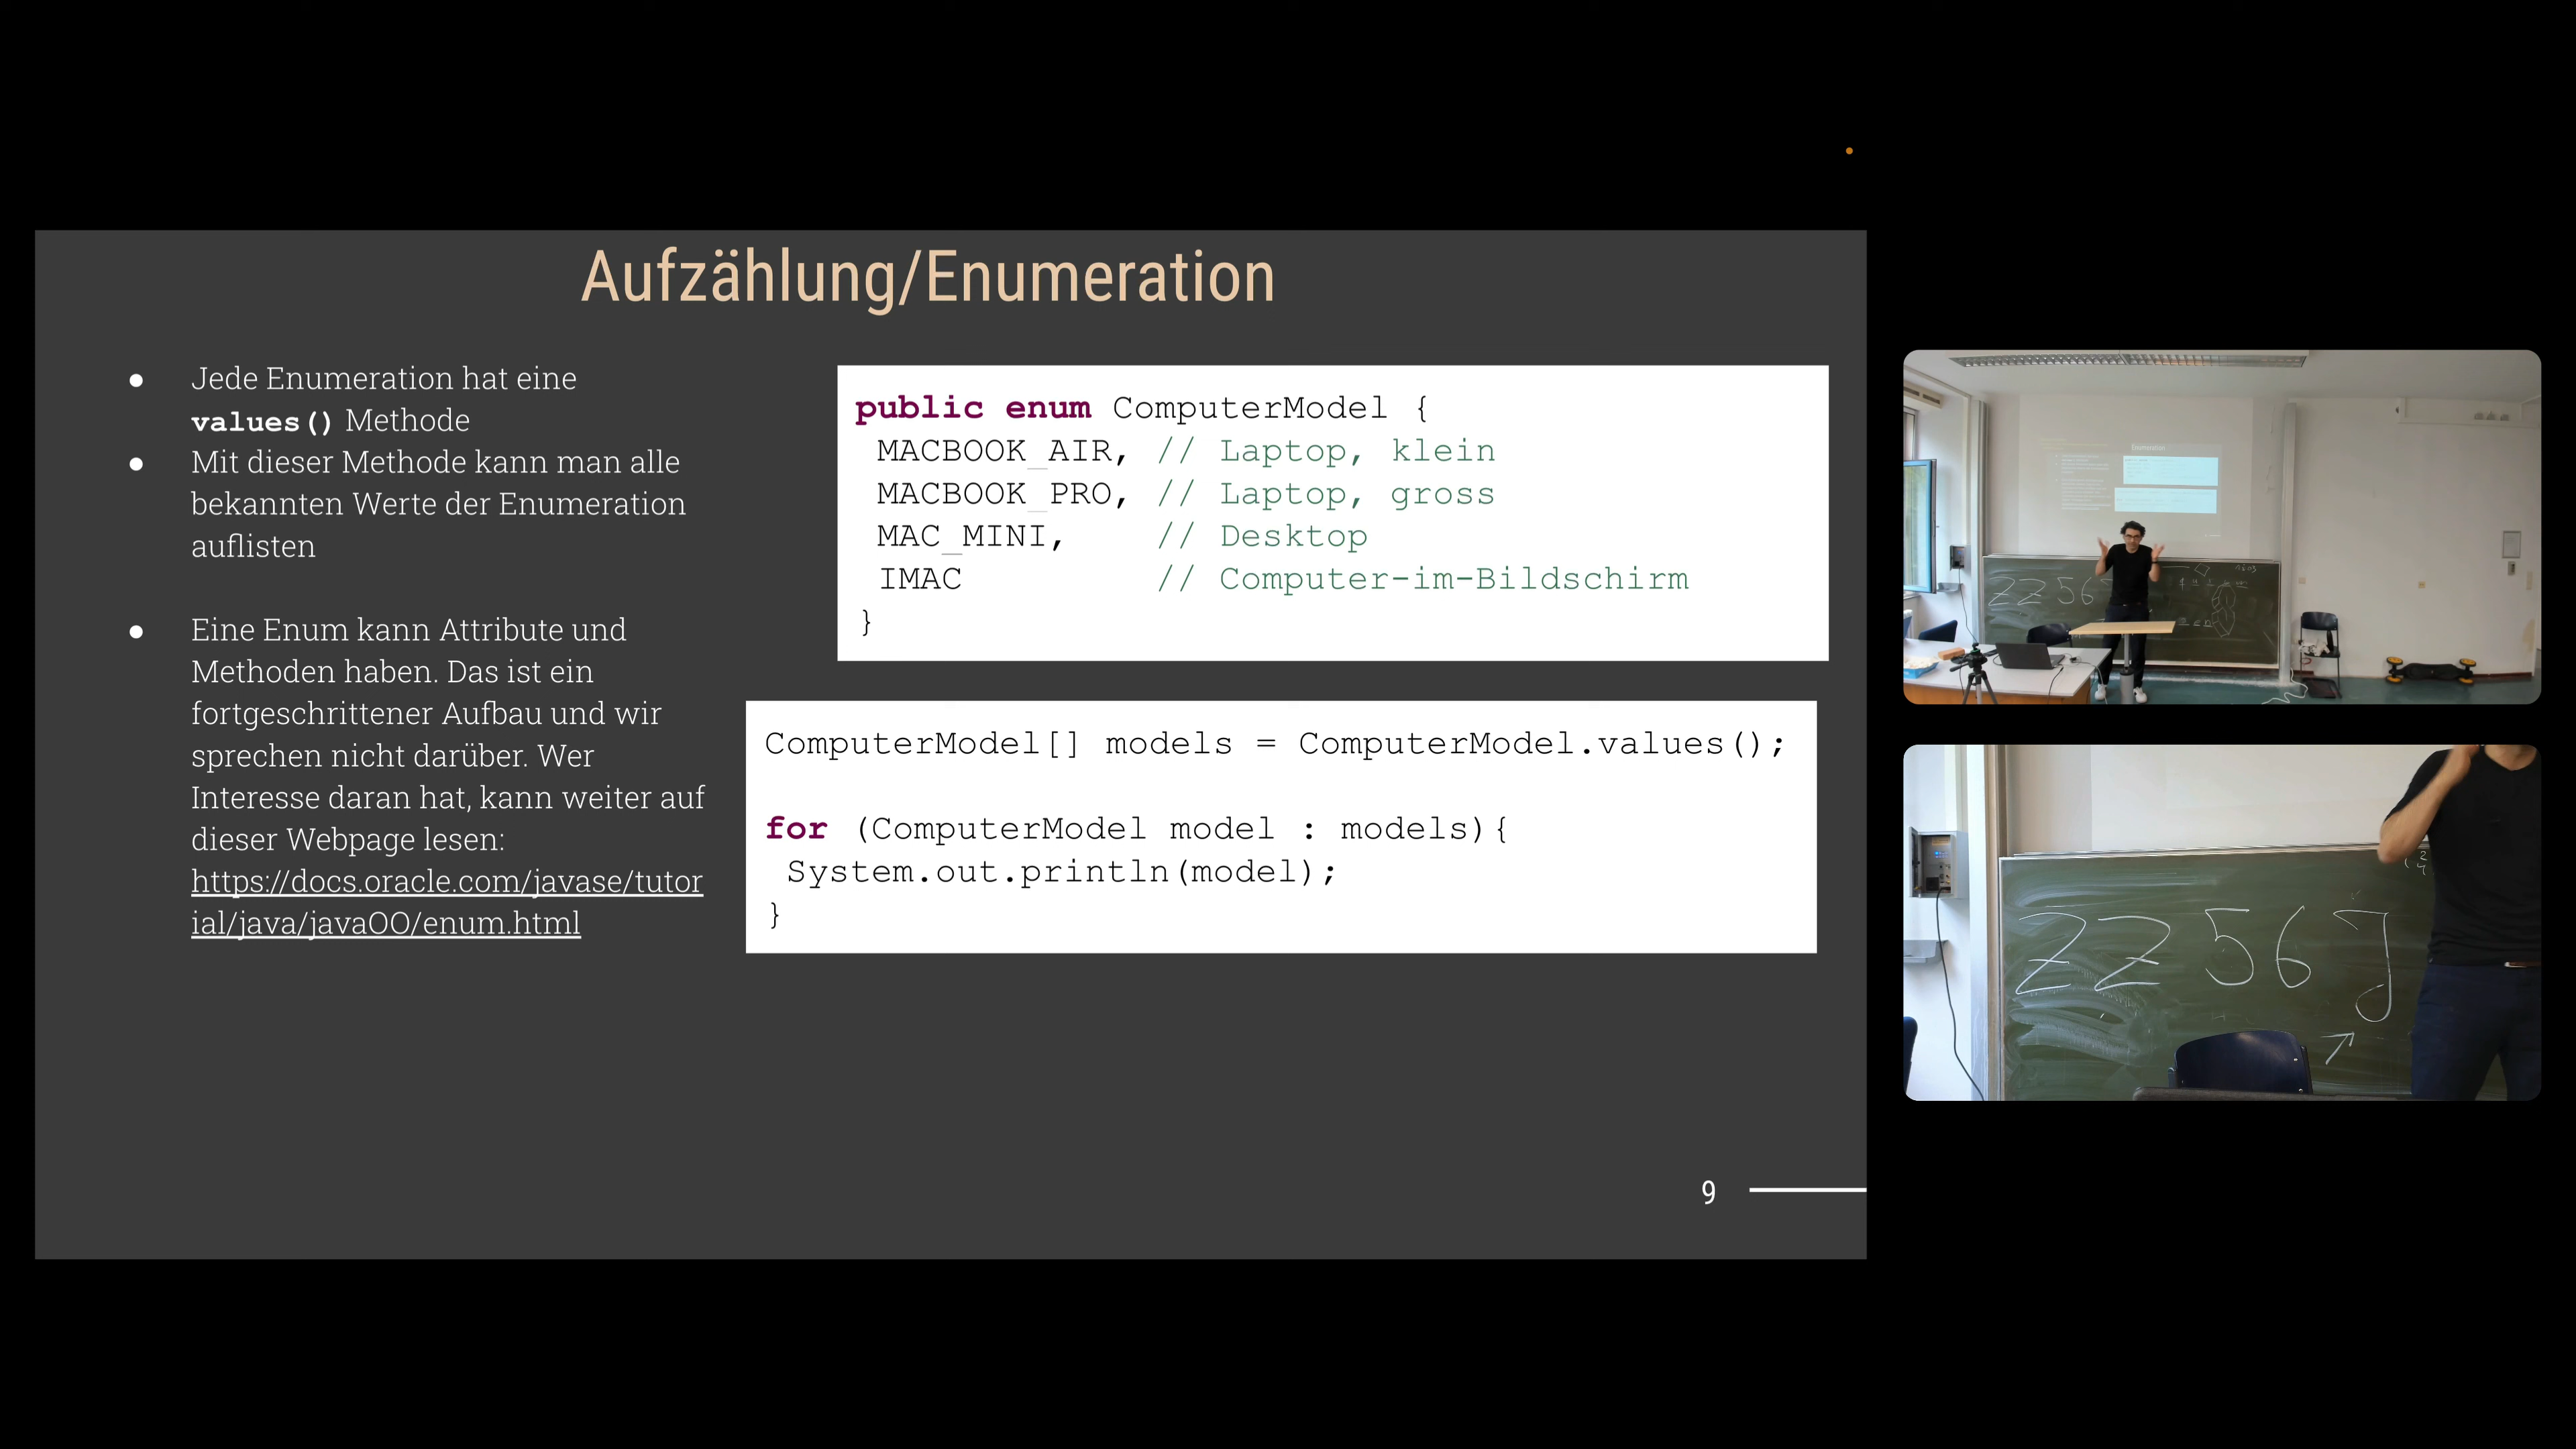 Aufzählung/Enumeration
● Jede Enumeration hat eine
values() Methode
● Mit dieser Methode kann man alle
bekannten Werte der Enumeration
auflisten
● Eine Enum kann Attribute und
Methoden haben. Das ist ein
fortgeschrittener Aufbau und wir
sprechen nicht darüber. Wer
Interesse daran hat, kann weiter auf
dieser Webpage lesen:
https://docs.oracle.com/javase/tutor
ial/java/javaOO/enum.html
public enum ComputerModel {
MACBOOK_AIR, // Laptop, klein
MACBOOK_PRO, // Laptop, gross
MAC_MINI, // Desktop
IMAC // Computer-im-Bildschirm
}
ComputerModel[] models = ComputerModel.values();
for (ComputerModel model : models){
System.out.println(model);
}
9
ZZ56
ZZ56